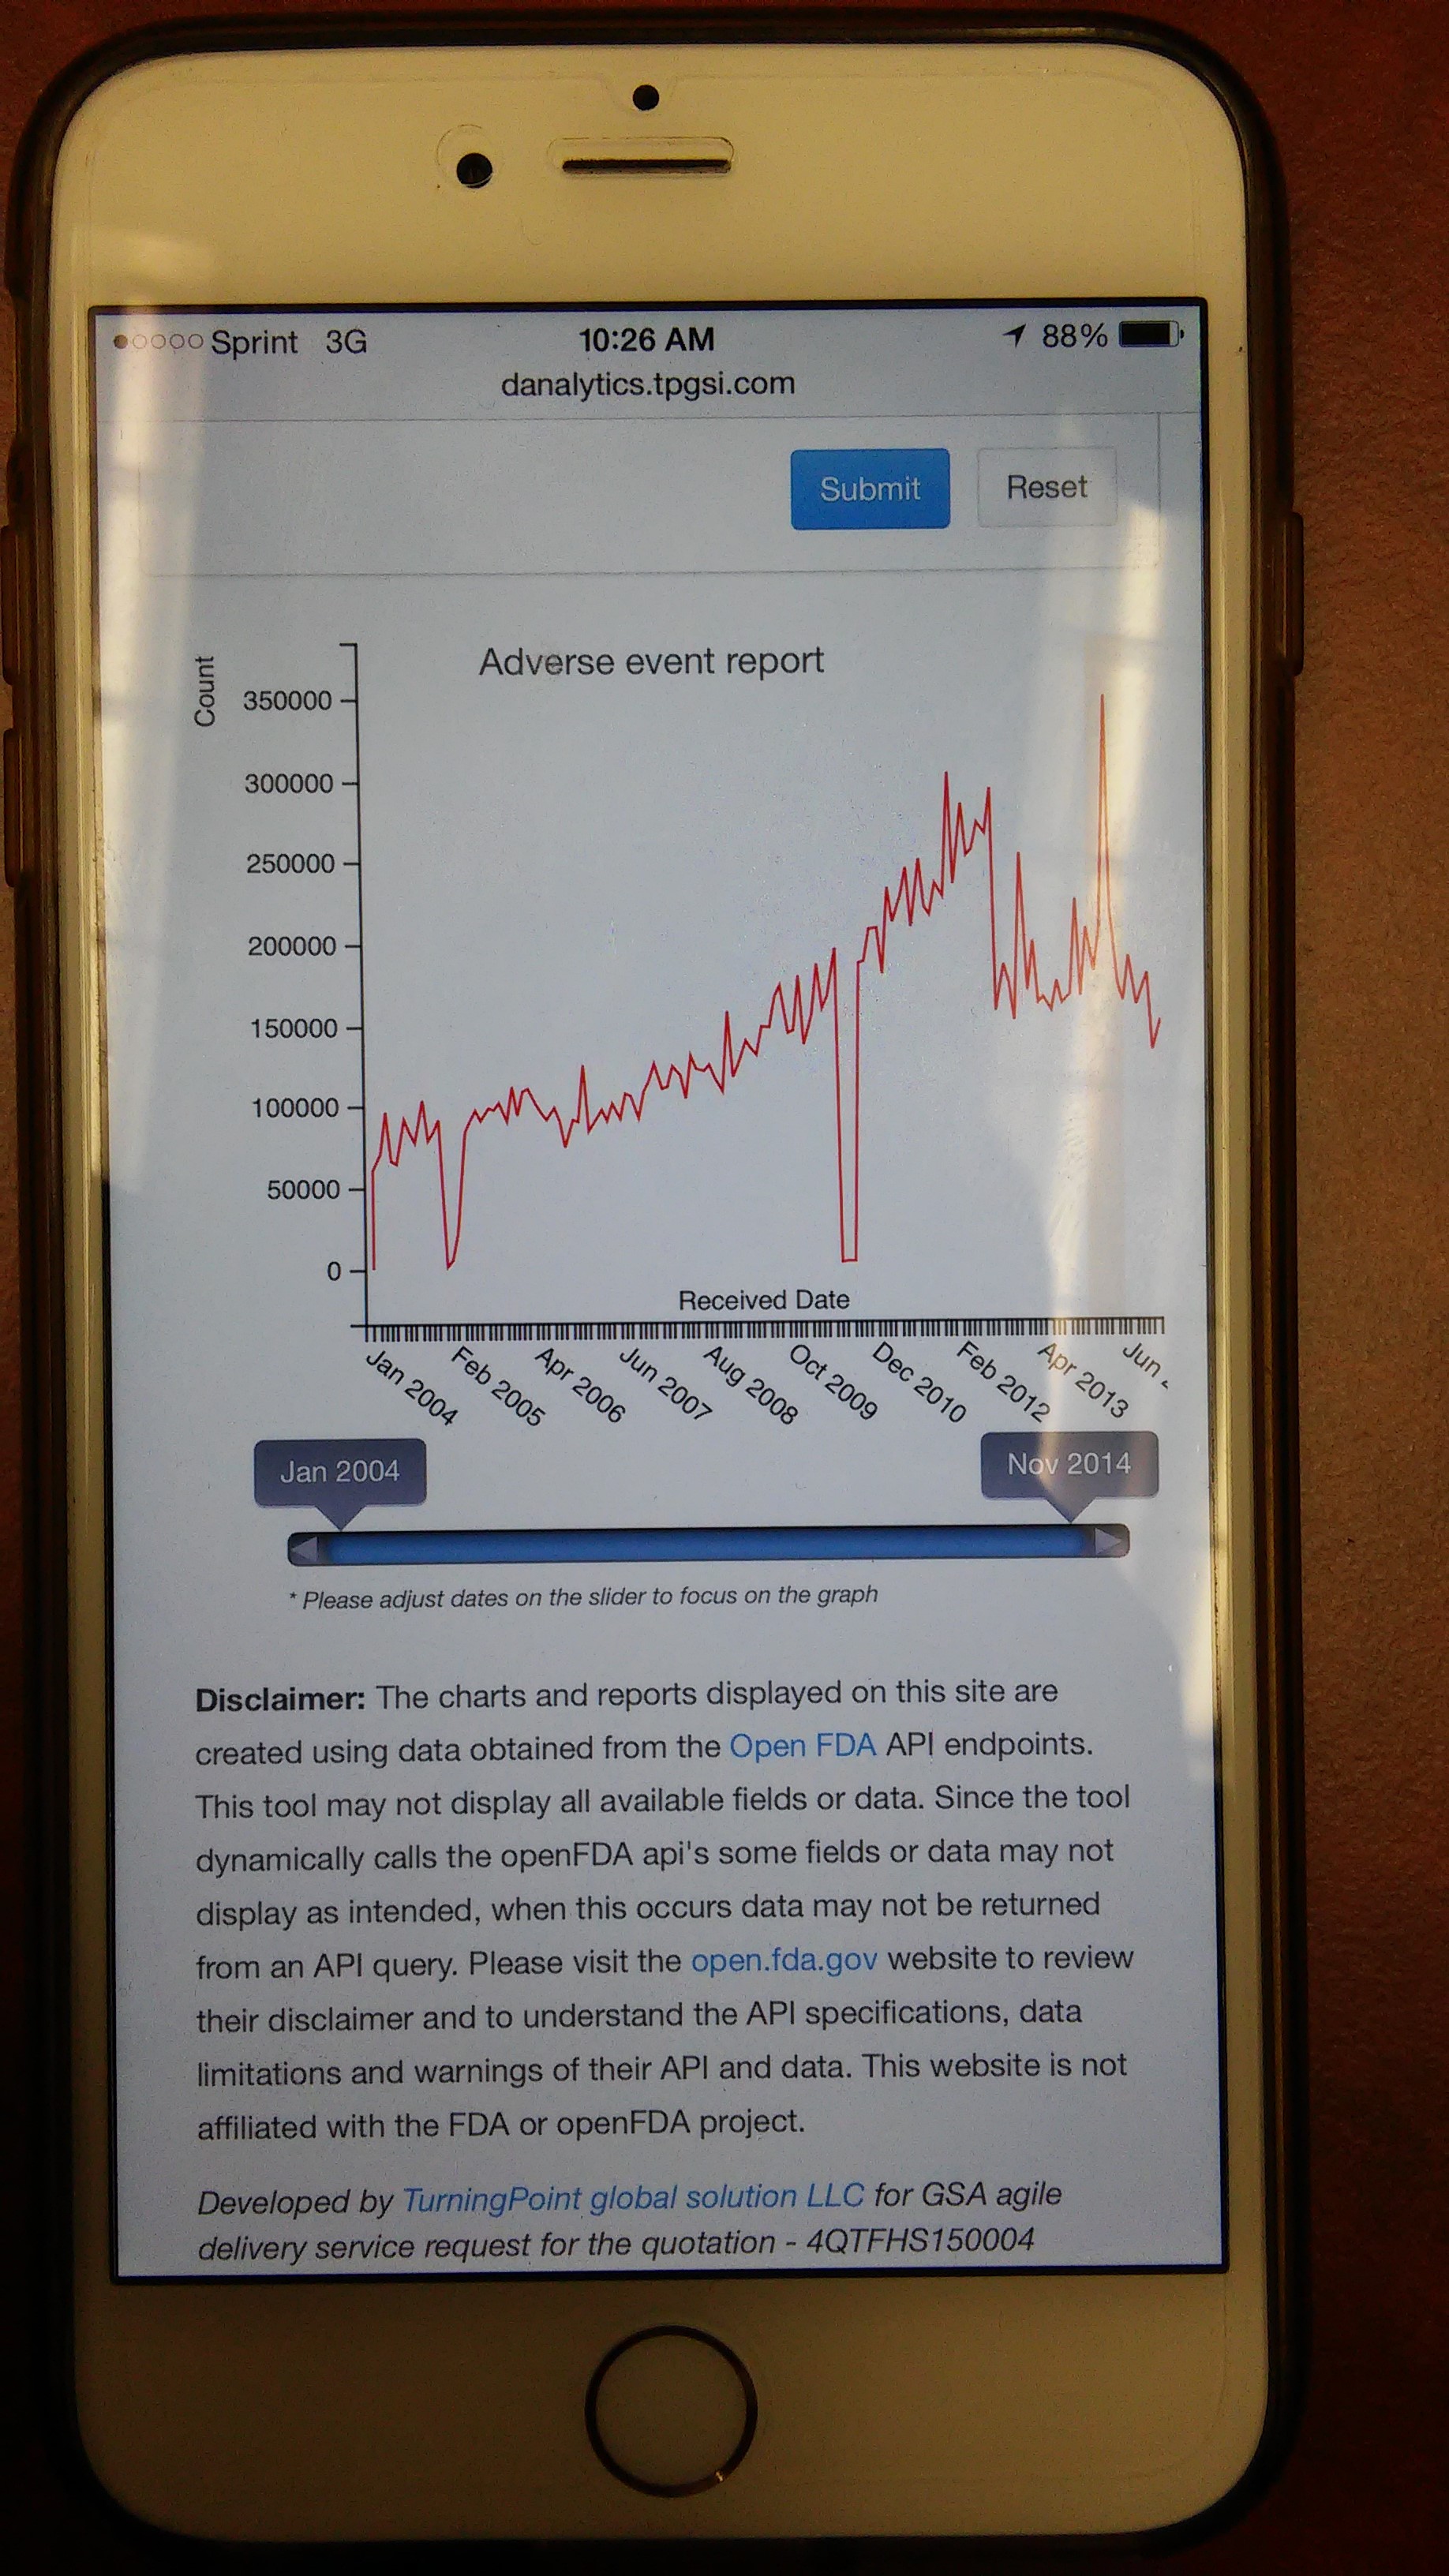 Sprint 3G 10:26 AM 88%
danalytics.tpgsi.com
Submit Reset
Adverse event report
Count
350000
300000
250000
200000
150000
100000
50000
0
Received Date
Jan 2004 Feb 2005 Apr 2006 Jun 2007 Aug 2008 Oct 2009 Dec 2010 Feb 2012 Apr 2013 Jun
Jan 2004 Nov 2014
* Please adjust dates on the slider to focus on the graph
Disclaimer: The charts and reports displayed on this site are
created using data obtained from the Open FDA API endpoints.
This tool may not display all available fields or data. Since the tool
dynamically calls the openFDA api's some fields or data may not
display as intended, when this occurs data may not be returned
from an API query. Please visit the open.fda.gov website to review
their disclaimer and to understand the API specifications, data
limitations and warnings of their API and data. This website is not
affiliated with the FDA or openFDA project.
Developed by TurningPoint global solution LLC for GSA agile
delivery service request for the quotation - 4QTFHS150004